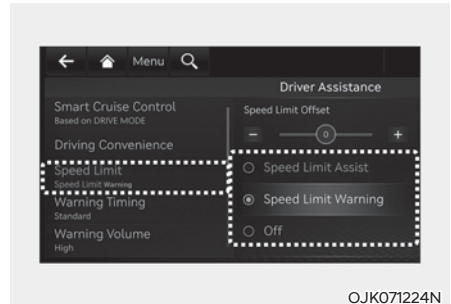 Menu
Driver Assistance
Smart Cruise Control
Based on DRIVE MODE
Driving Convenience
Speed Limit
Speed Limit Warning
Warning Timing
Standard
Warning Volume
High
Speed Limit Offset
0
Speed Limit Assist
Speed Limit Warning
Off
OJK071224N